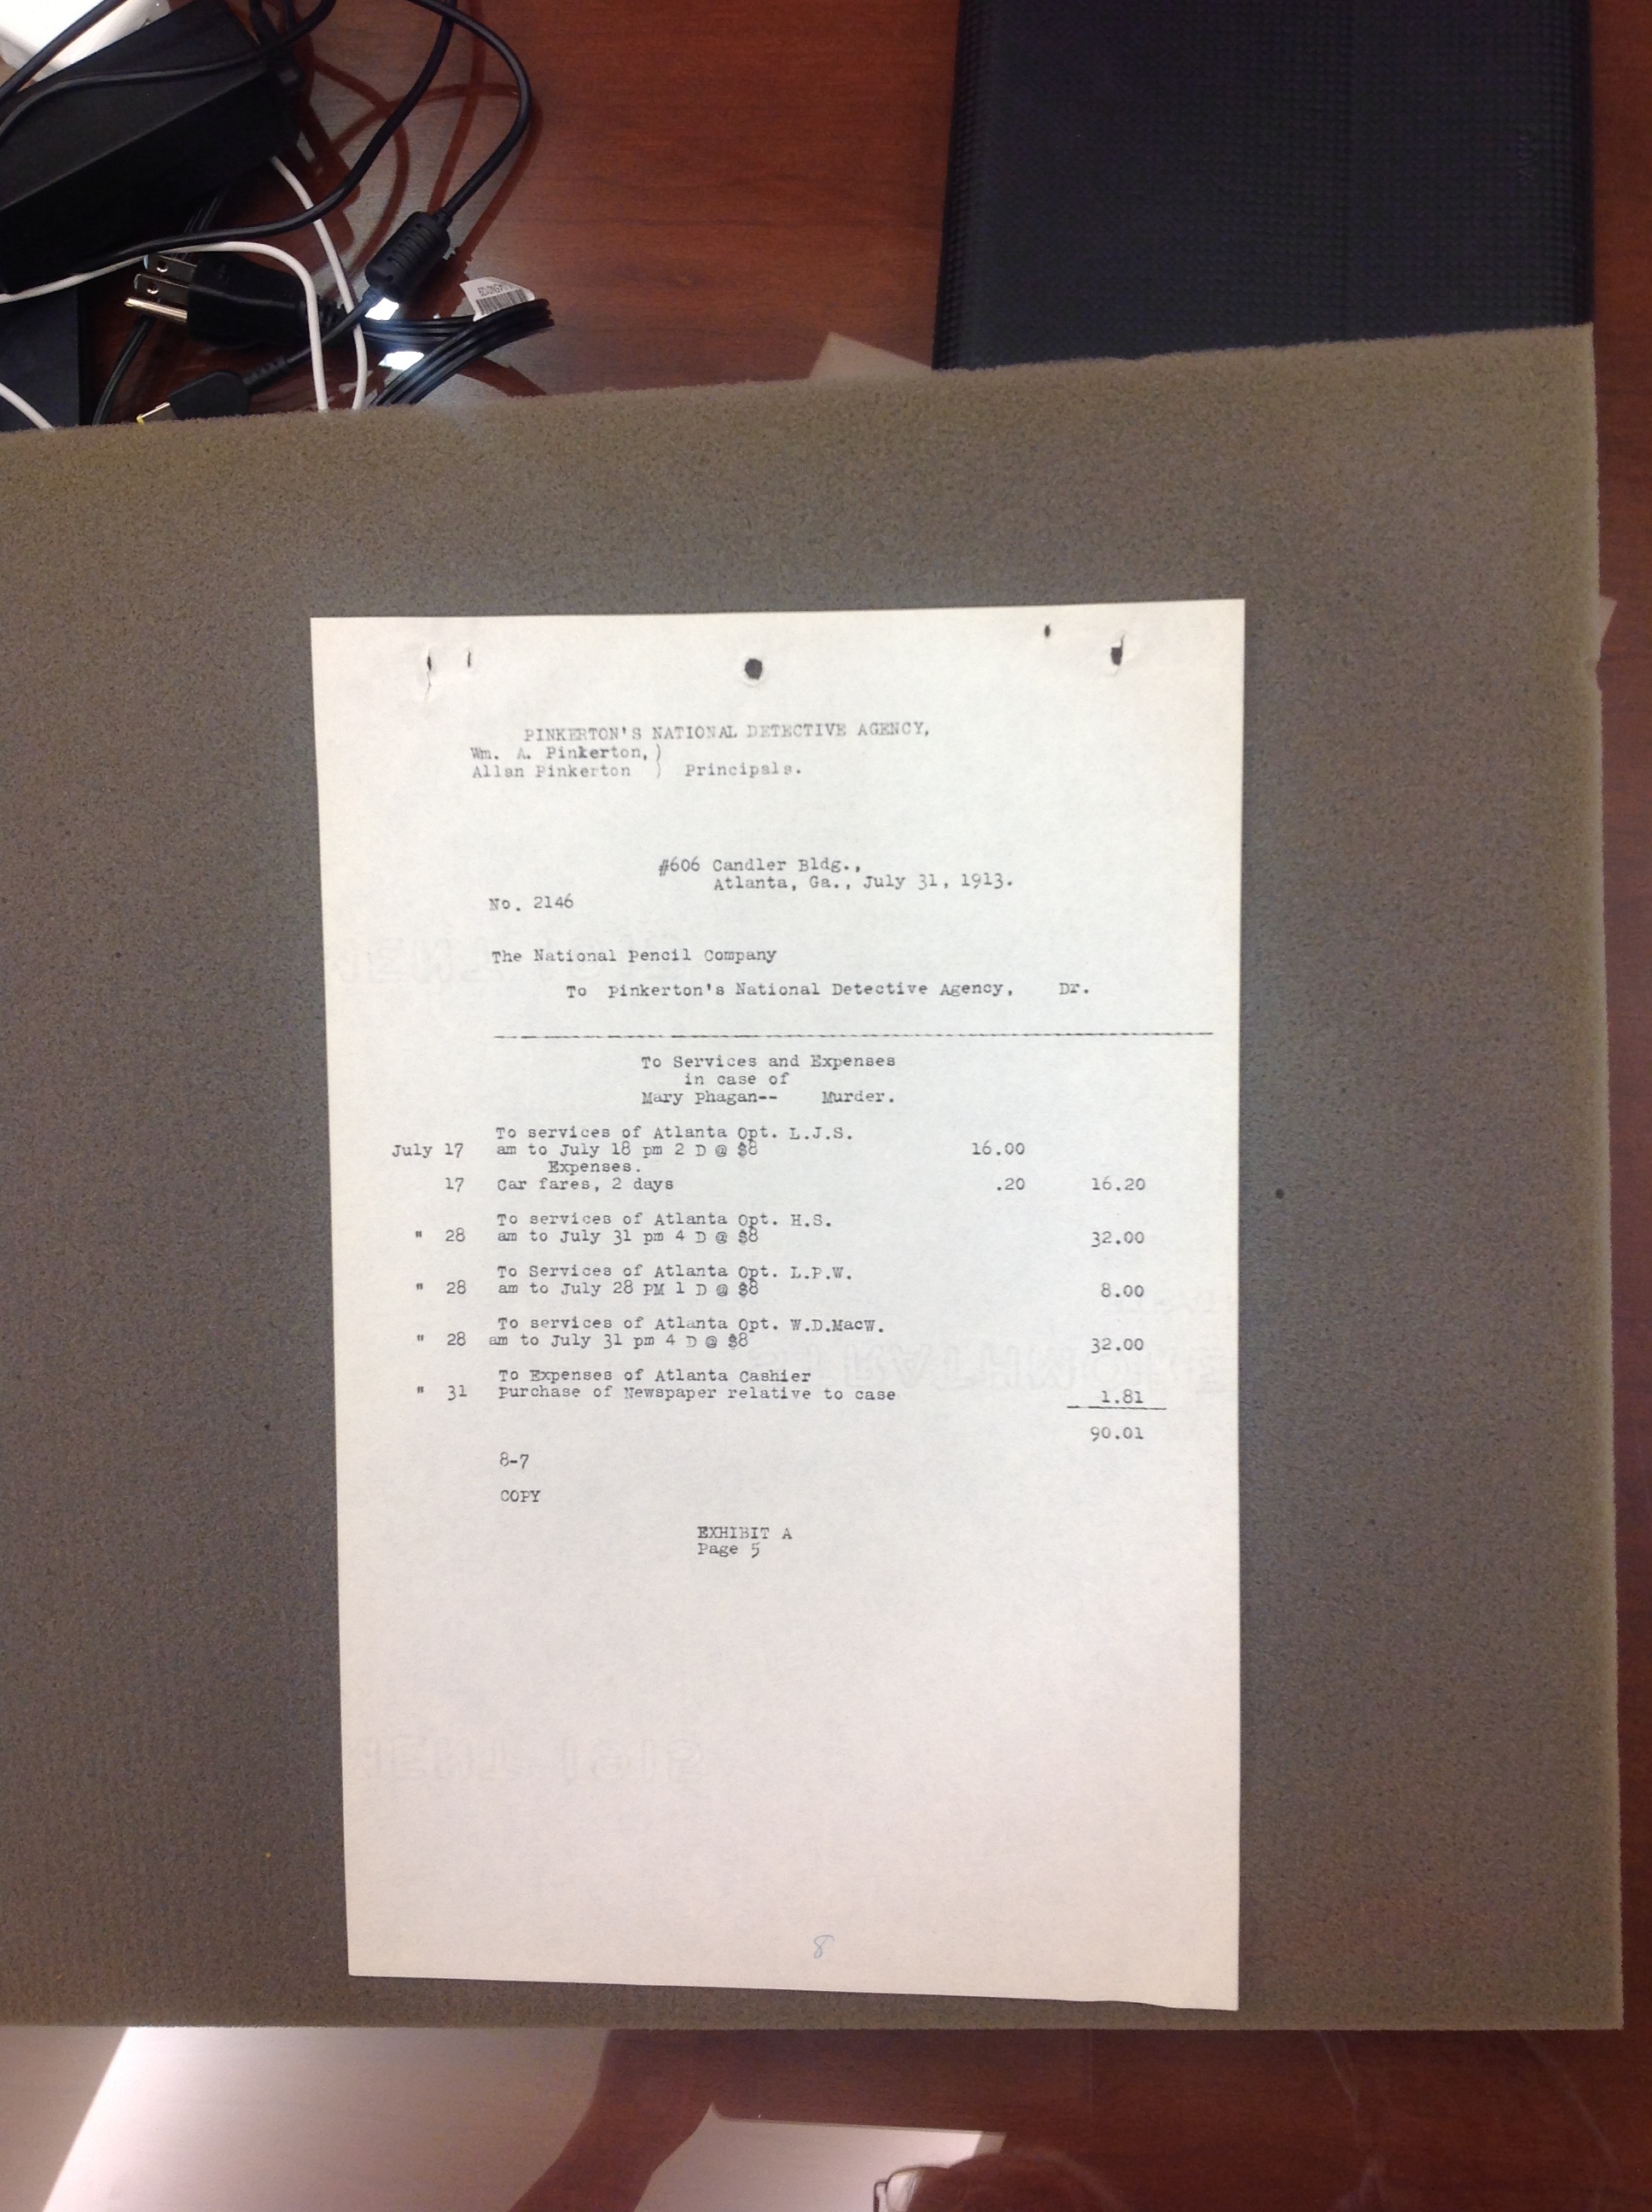 PINKERTON'S NATIONAL DETECTIVE AGENCY,
Wm. A. Pinkerton, )
Allan Pinkerton ) Principals.
#606 Candler Bldg.,
Atlanta, Ga., July 31, 1913.
No. 2146
The National Pencil Company
To Pinkerton's National Detective Agency, Dr.
To Services and Expenses
in case of
Mary Phagan-- Murder.
To services of Atlanta Opt. L.J.S.
July 17 am to July 18 pm 2 D @ $8 16.00
Expenses.
17 Car fares, 2 days .20 16.20
To services of Atlanta Opt. H.S.
" 28 am to July 31 pm 4 D @ $8 32.00
To Services of Atlanta Opt. L.P.W.
" 28 am to July 28 PM 1 D @ $8 8.00
To services of Atlanta Opt. W.D.MacW.
" 28 am to July 31 pm 4 D @ $8 32.00
To Expenses of Atlanta Cashier
" 31 Purchase of Newspaper relative to case 1.81
90.01
8-7
COPY
EXHIBIT A
Page 5
8